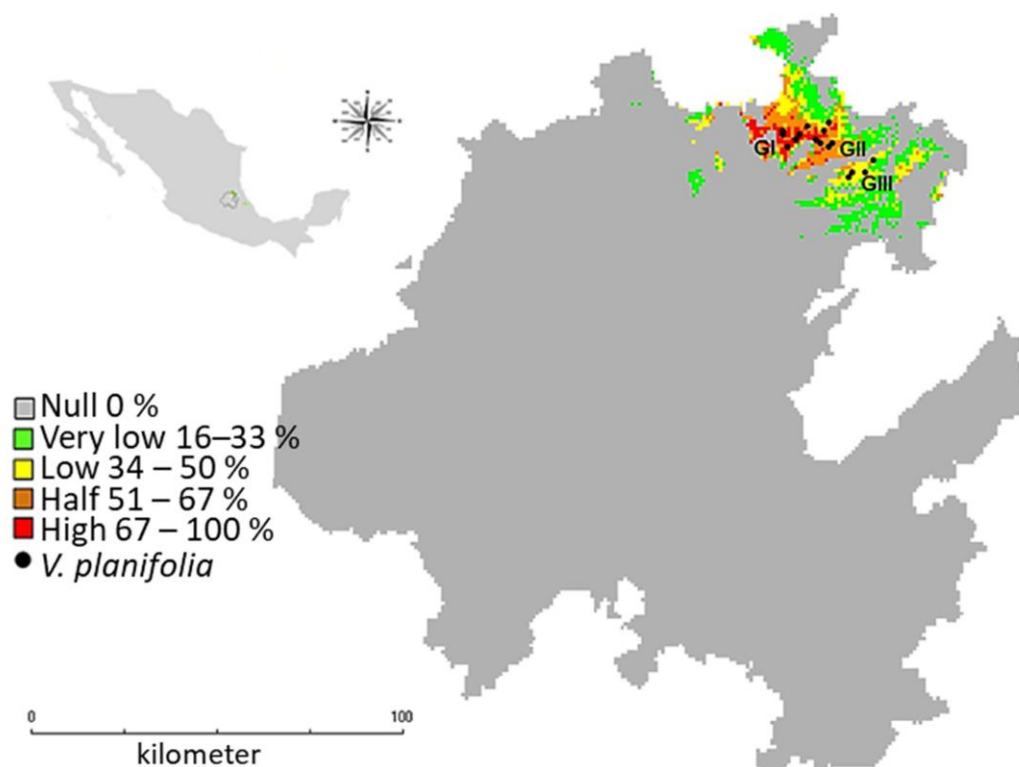 GI
GII
GIII
Null 0 %
Very low 16–33 %
Low 34 – 50 %
Half 51 – 67 %
High 67 – 100 %
V. planifolia
0 100
kilometer